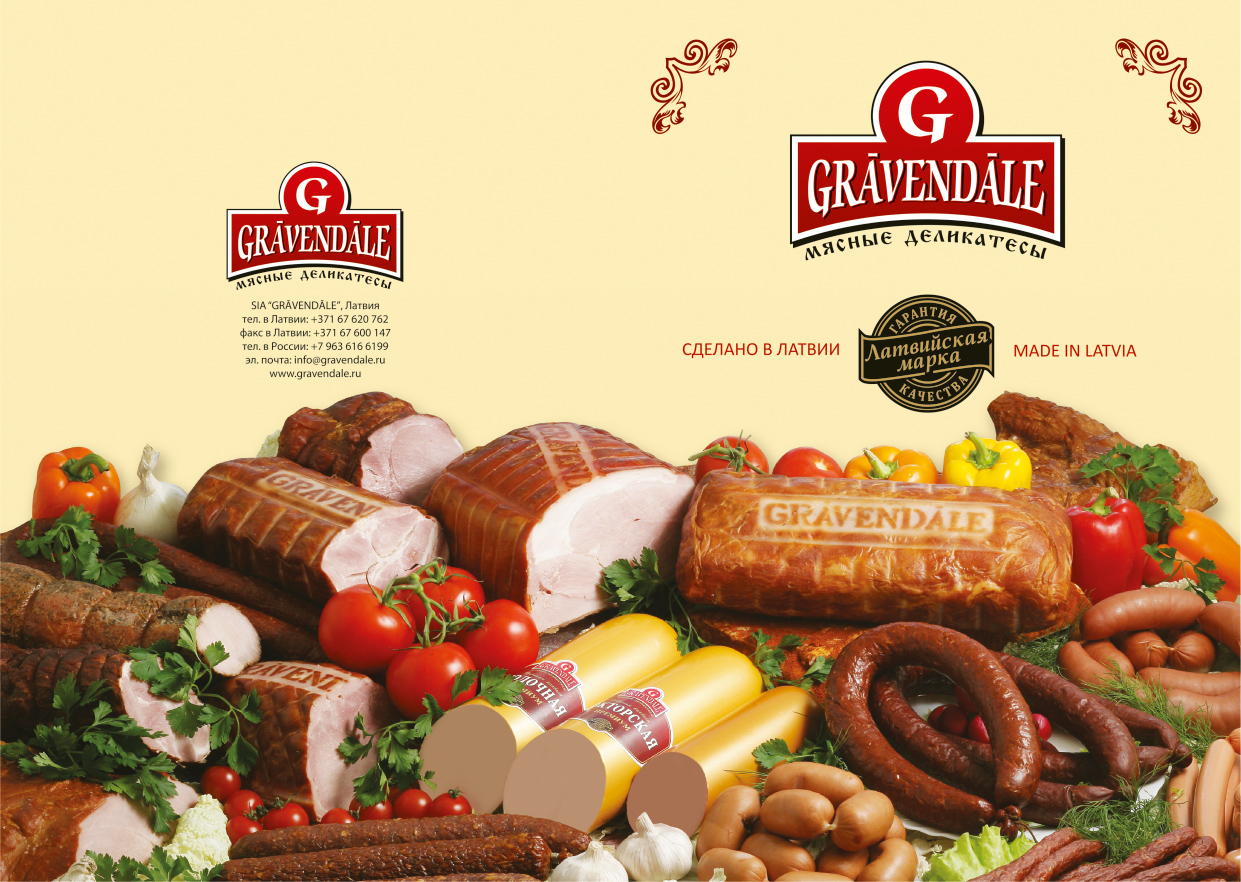 G
GRĀVENDĀLE
МЯСНЫЕ ДЕЛИКАТЕСЫ
SIA “GRĀVENDĀLE”, Латвия
тел. в Латвии: +371 67 620 762
факс в Латвии: +371 67 600 147
тел. в России: +7 963 616 6199
эл. почта: info@gravendale.ru
www.gravendale.ru
G
GRĀVENDĀLE
МЯСНЫЕ ДЕЛИКАТЕСЫ
СДЕЛАНО В ЛАТВИИ
ГАРАНТИЯ
Латвийская
марка
КАЧЕСТВА
MADE IN LATVIA
GRAVENI
GRAVENDALE
GRAVENI
G
GRĀVENDĀLE